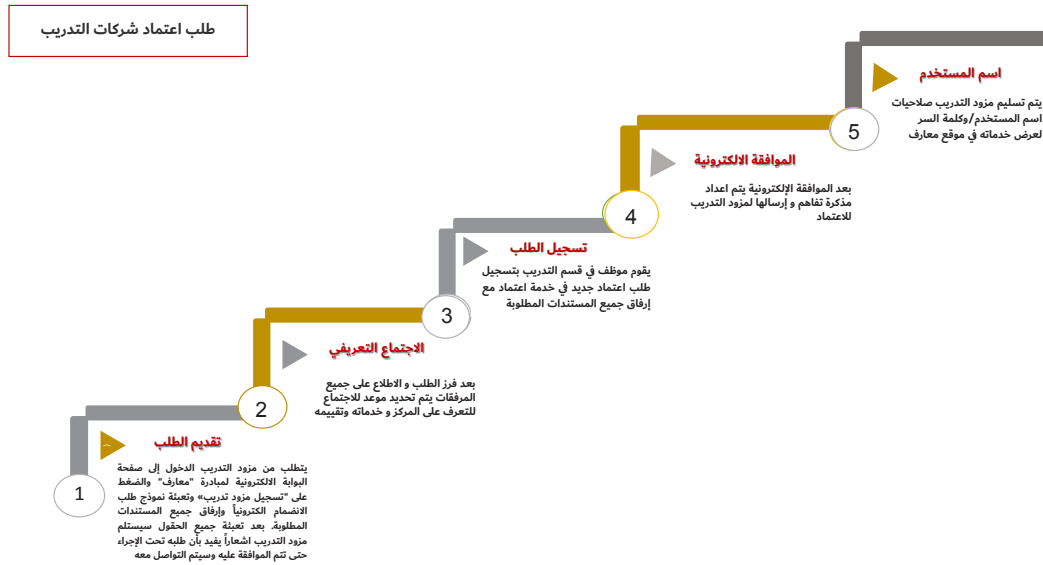 طلب اعتماد شركات التدريب
1
تقديم الطلب
يتطلب من مزود التدريب الدخول إلى صفحة
البوابة الالكترونية لمبادرة "معارف" والضغط
على "تسجيل مزود تدريب» وتعبئة نموذج طلب
الانضمام الكترونياً وإرفاق جميع المستندات
المطلوبة. بعد تعبئة جميع الحقول سيستلم
مزود التدريب اشعاراً يفيد بأن طلبه تحت الإجراء
حتى تتم الموافقة عليه وسيتم التواصل معه
2
الاجتماع التعريفي
بعد فرز الطلب و الاطلاع على جميع
المرفقات يتم تحديد موعد للاجتماع
للتعرف على المركز و خدماته وتقييمه
3
تسجيل الطلب
يقوم موظف في قسم التدريب بتسجيل
طلب اعتماد جديد في خدمة اعتماد مع
إرفاق جميع المستندات المطلوبة
4
الموافقة الالكترونية
بعد الموافقة الإلكترونية يتم اعداد
مذكرة تفاهم و إرسالها لمزود التدريب
للاعتماد
5
اسم المستخدم
يتم تسليم مزود التدريب صلاحيات
اسم المستخدم/وكلمة السر
لعرض خدماته في موقع معارف